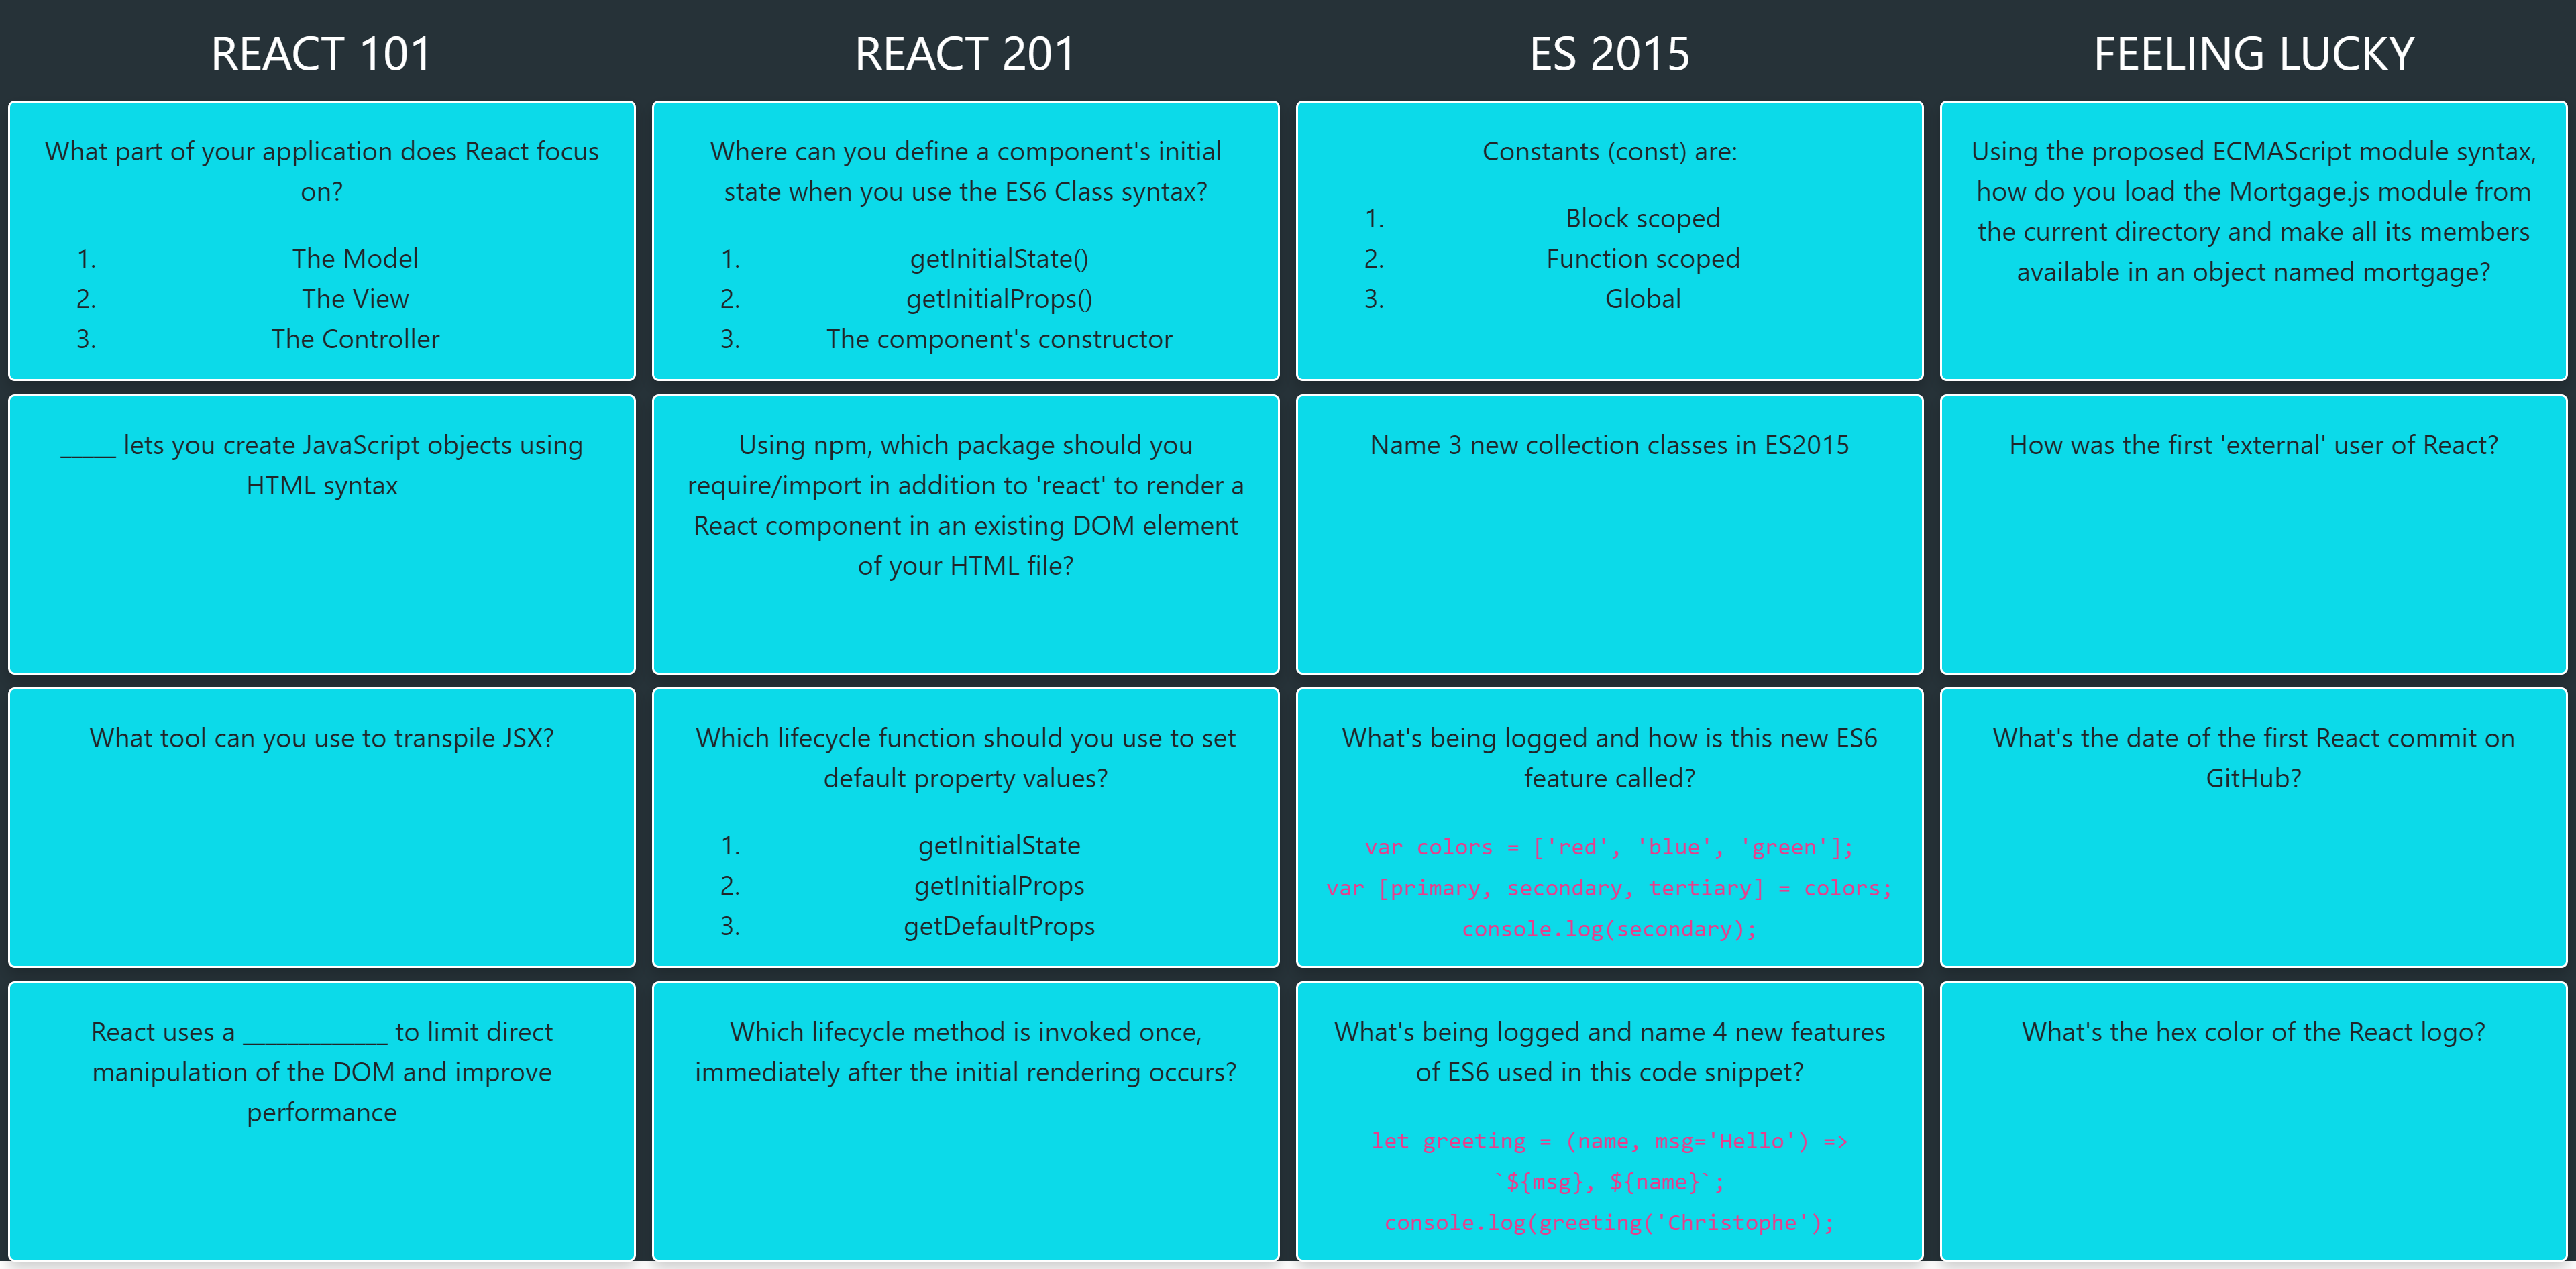 REACT 101
What part of your application does React focus
on?
1. The Model
2. The View
3. The Controller
_____ lets you create JavaScript objects using
HTML syntax
What tool can you use to transpile JSX?
React uses a _____________ to limit direct
manipulation of the DOM and improve
performance
REACT 201
Where can you define a component's initial
state when you use the ES6 Class syntax?
1. getInitialState()
2. getInitialProps()
3. The component's constructor
Using npm, which package should you
require/import in addition to 'react' to render a
React component in an existing DOM element
of your HTML file?
Which lifecycle function should you use to set
default property values?
1. getInitialState
2. getInitialProps
3. getDefaultProps
Which lifecycle method is invoked once,
immediately after the initial rendering occurs?
ES 2015
Constants (const) are:
1. Block scoped
2. Function scoped
3. Global
Name 3 new collection classes in ES2015
What's being logged and how is this new ES6
feature called?
var colors = ['red', 'blue', 'green'];
var [primary, secondary, tertiary] = colors;
console.log(secondary);
What's being logged and name 4 new features
of ES6 used in this code snippet?
let greeting = (name, msg='Hello') =>
`${msg}, ${name}`;
console.log(greeting('Christophe');
FEELING LUCKY
Using the proposed ECMAScript module syntax,
how do you load the Mortgage.js module from
the current directory and make all its members
available in an object named mortgage?
How was the first 'external' user of React?
What's the date of the first React commit on
GitHub?
What's the hex color of the React logo?